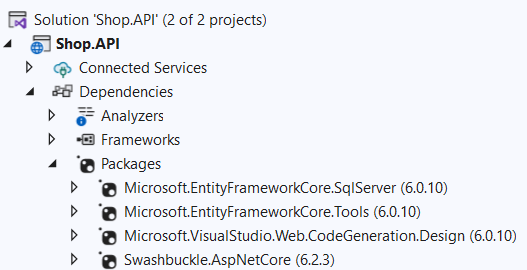 Solution 'Shop.API' (2 of 2 projects)
Shop.API
Connected Services
Dependencies
Analyzers
Frameworks
Packages
Microsoft.EntityFrameworkCore.SqlServer (6.0.10)
Microsoft.EntityFrameworkCore.Tools (6.0.10)
Microsoft.VisualStudio.Web.CodeGeneration.Design (6.0.10)
Swashbuckle.AspNetCore (6.2.3)